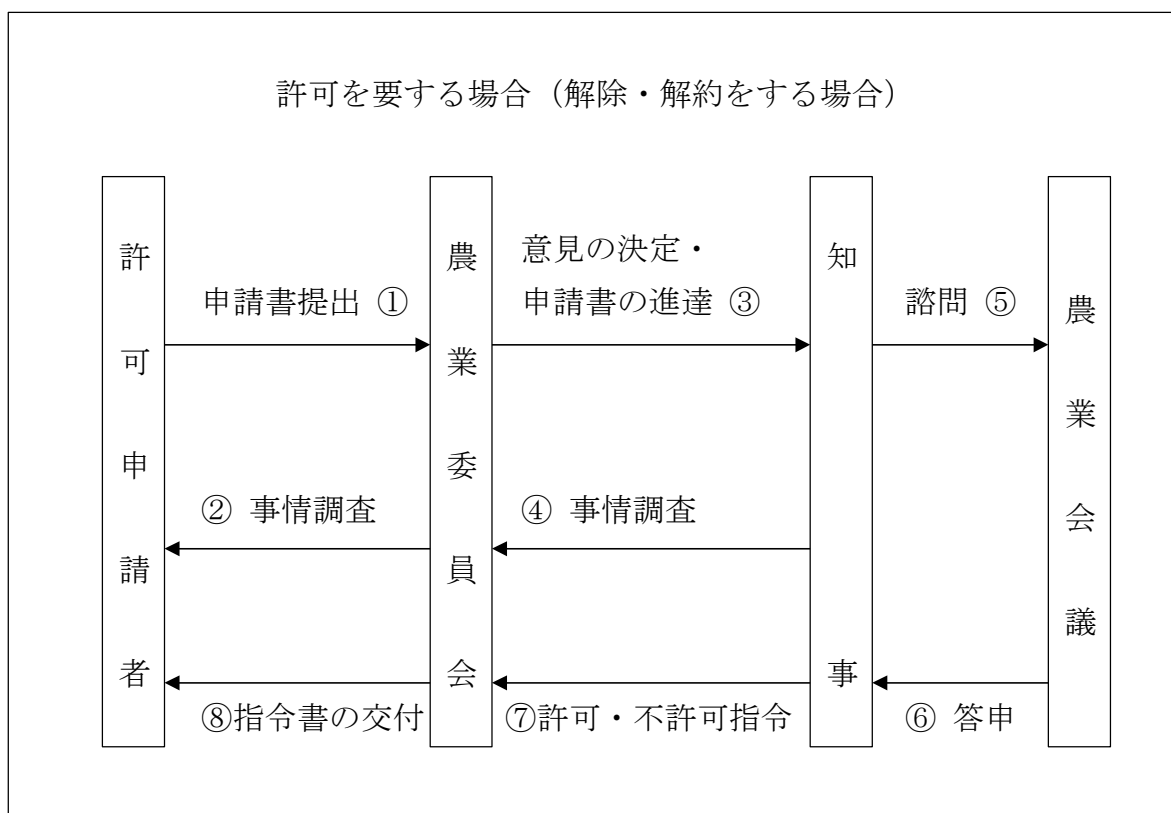 許可を要する場合（解除・解約をする場合）
許可申請者
農業委員会
知事
農業会議
申請書提出 ①
意見の決定・
申請書の進達 ③
諮問 ⑤
② 事情調査
④ 事情調査
⑧指令書の交付
⑦許可・不許可指令
⑥ 答申